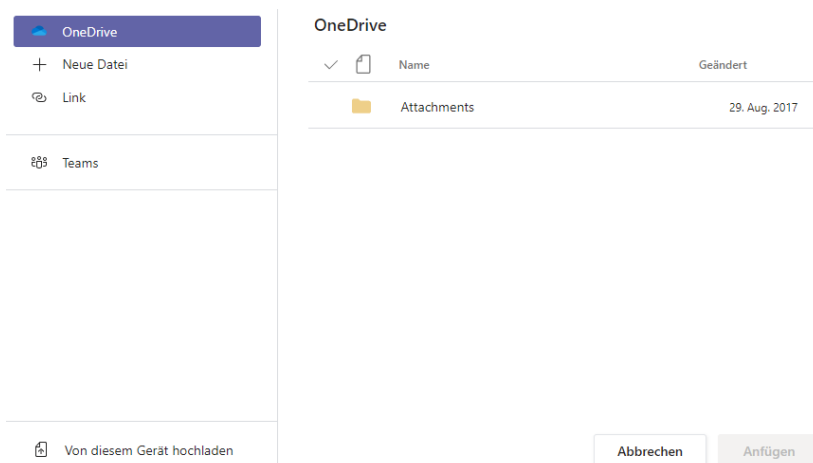 OneDrive
Neue Datei
Link
Teams
Von diesem Gerät hochladen
OneDrive
Name Geändert
Attachments 29. Aug. 2017
Abbrechen Anfügen